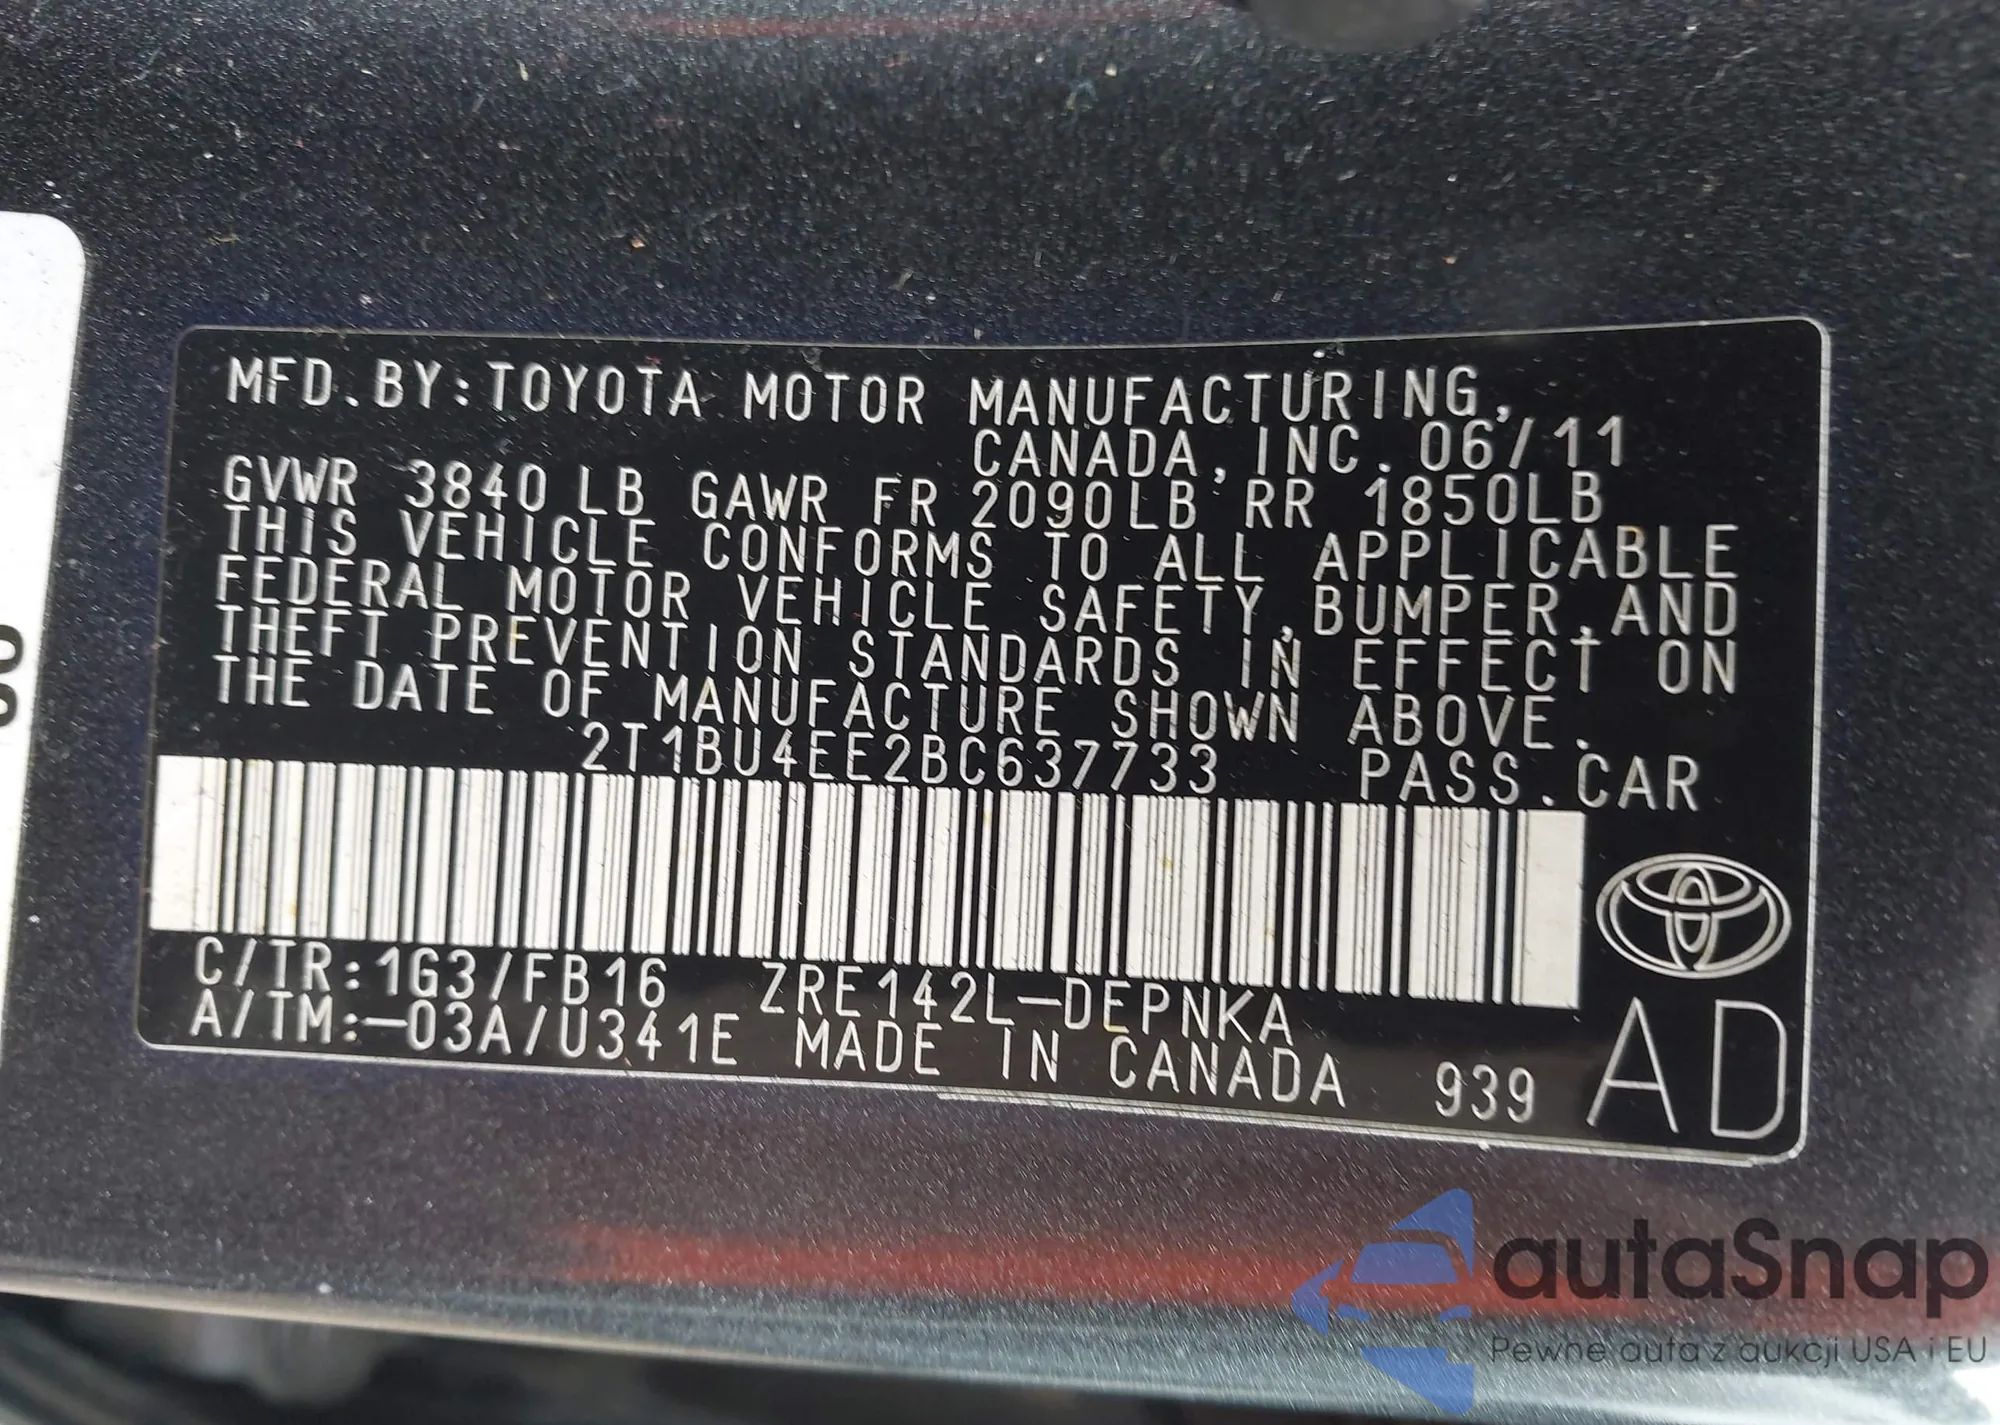 MFD.BY:TOYOTA MOTOR MANUFACTURING,
CANADA, INC. 06/11
GVWR 3840 LB GAWR FR 2090LB RR 1850LB
THIS VEHICLE CONFORMS TO ALL APPLICABLE
FEDERAL MOTOR VEHICLE SAFETY, BUMPER, AND
THEFT PREVENTION STANDARDS IN EFFECT ON
THE DATE OF MANUFACTURE SHOWN ABOVE.
2T1BU4EE2BC637733 PASS.CAR
C/TR:1G3/FB16 ZRE142L-DEPNKA
A/TM:-03A/U341E MADE IN CANADA 939
AD
autaSnap
Pewne auta z aukcji USA i EU